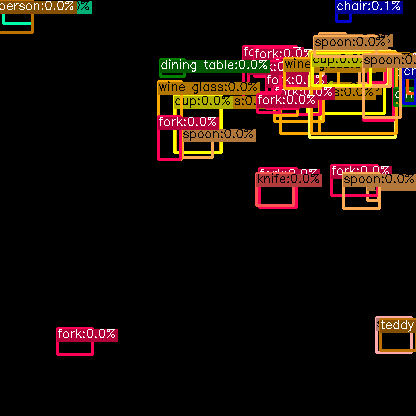 person:0.0%
chair:0.1%
spoon:0.0%
fork:0.0%
dining table:0.0%
wine glass
cup:0.0%
spoon:0.0%
wine glass:0.0%
fork:0.0%
cup:0.0%
fork:0.0%
fork:0.0%
spoon:0.0%
fork:0.0%
knife:0.0%
spoon:0.0%
fork:0.0%
teddy